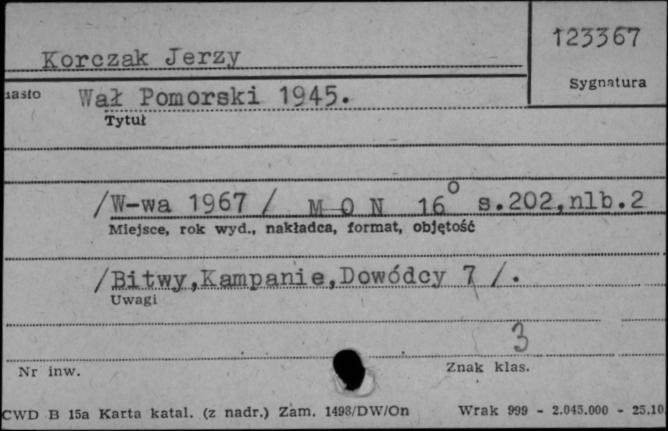 123367
Korczak Jerzy
Sygnatura
iasło Wał Pomorski 1945.
Tytuł
/W-wa 1967 / M O N 16° s.202,nlb.2
Miejsce, rok wyd., nakładca, format, objętość
/Bitwy,Kampanie,Dowódcy 7 /.
Uwagi
3
Nr inw. Znak klas.
CWD B 15a Karta katal. (z nadr.) Zam. 1498/DW/On Wrak 999 - 2.045.000 - 25.10